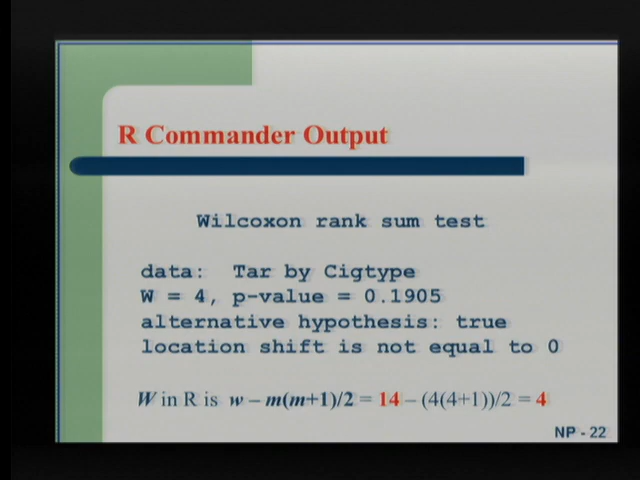 R Commander Output
Wilcoxon rank sum test
data: Tar by Cigtype
W = 4, p-value = 0.1905
alternative hypothesis: true
location shift is not equal to 0
W in R is w – m(m+1)/2 = 14 – (4(4+1))/2 = 4
NP - 22